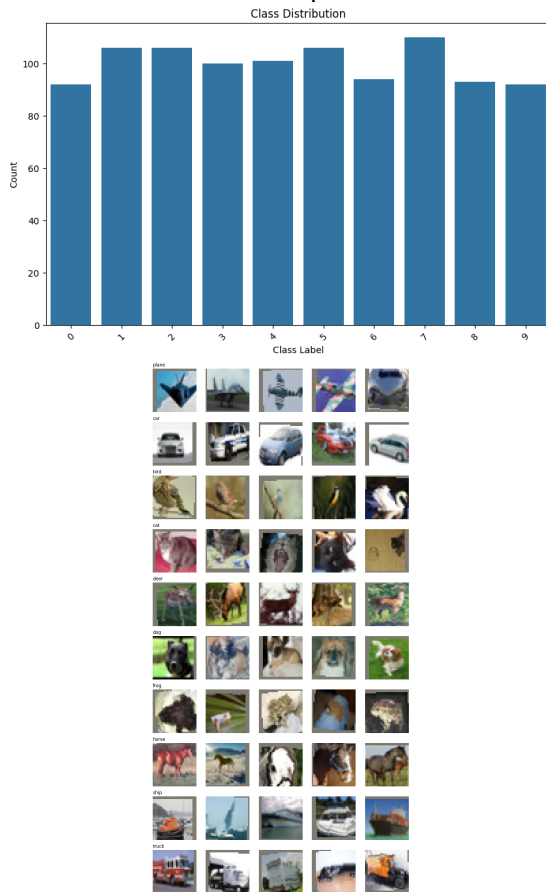 Class Distribution
Count
100
80
60
40
20
0
0 1 2 3 4 5 6 7 8 9
Class Label
plane
car
bird
cat
deer
dog
frog
horse
ship
truck